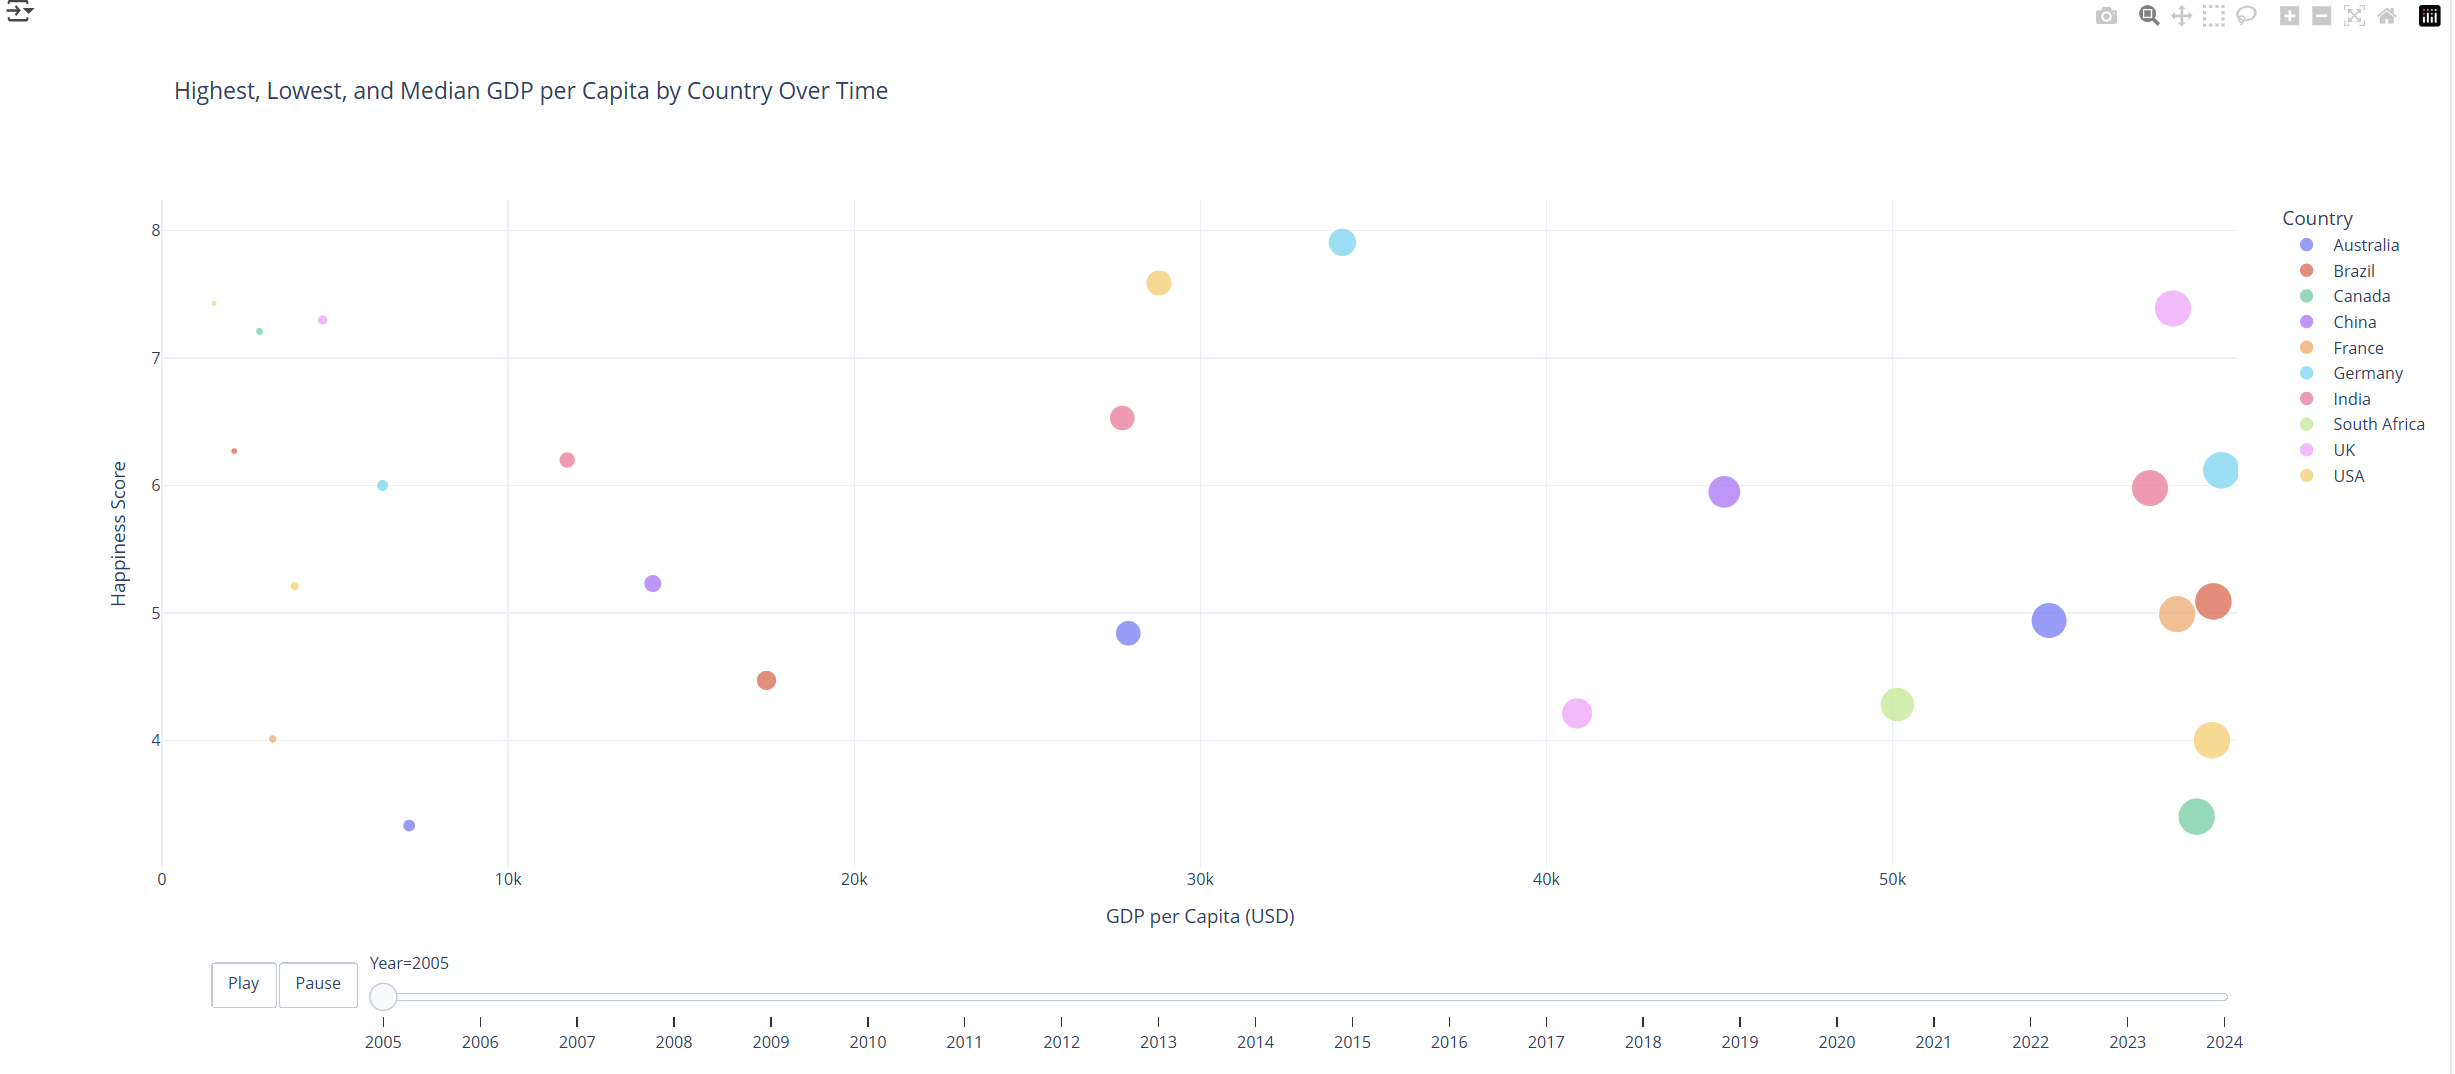 Highest, Lowest, and Median GDP per Capita by Country Over Time
8
7
6
5
4
Happiness Score
0 10k 20k 30k 40k 50k
GDP per Capita (USD)
Country
Australia
Brazil
Canada
China
France
Germany
India
South Africa
UK
USA
Play Pause
Year=2005
2005 2006 2007 2008 2009 2010 2011 2012 2013 2014 2015 2016 2017 2018 2019 2020 2021 2022 2023 2024